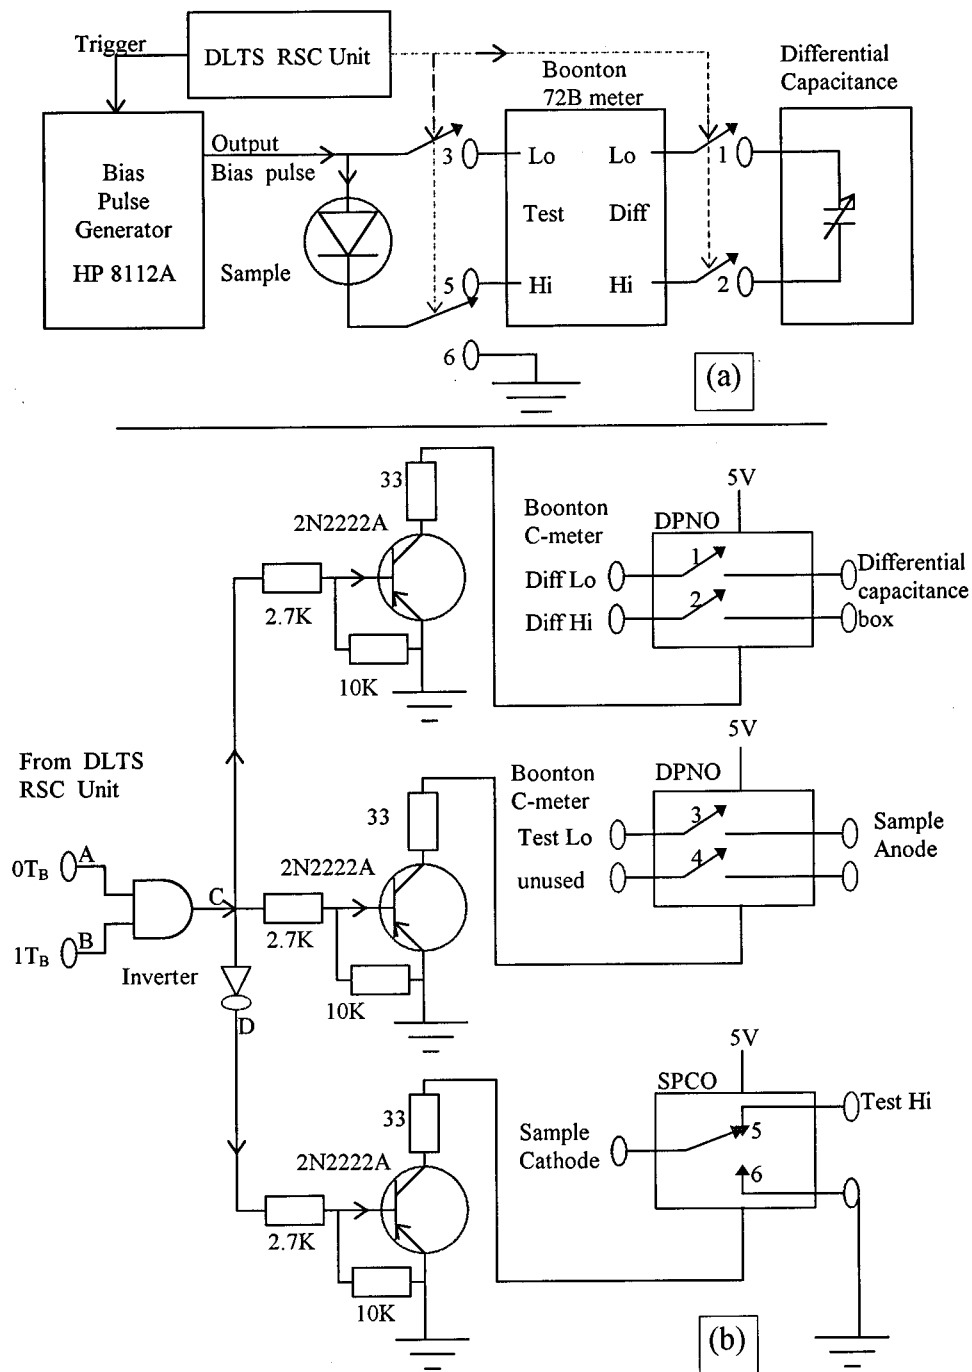 Trigger
DLTS RSC Unit
Boonton
72B meter
Differential
Capacitance
Output
Bias pulse
Bias
Pulse
Generator
HP 8112A
Sample
3
Lo
Lo
1
Test
Diff
5
Hi
Hi
2
6
(a)
33
2N2222A
2.7K
10K
5V
Boonton
C-meter
DPNO
Diff Lo
1
Differential
capacitance
box
Diff Hi
2
From DLTS
RSC Unit
0TB
A
1TB
B
C
Inverter
D
33
2N2222A
2.7K
10K
5V
Boonton
C-meter
DPNO
Test Lo
3
Sample
Anode
unused
4
33
2N2222A
2.7K
10K
5V
SPCO
Sample
Cathode
5
Test Hi
6
(b)